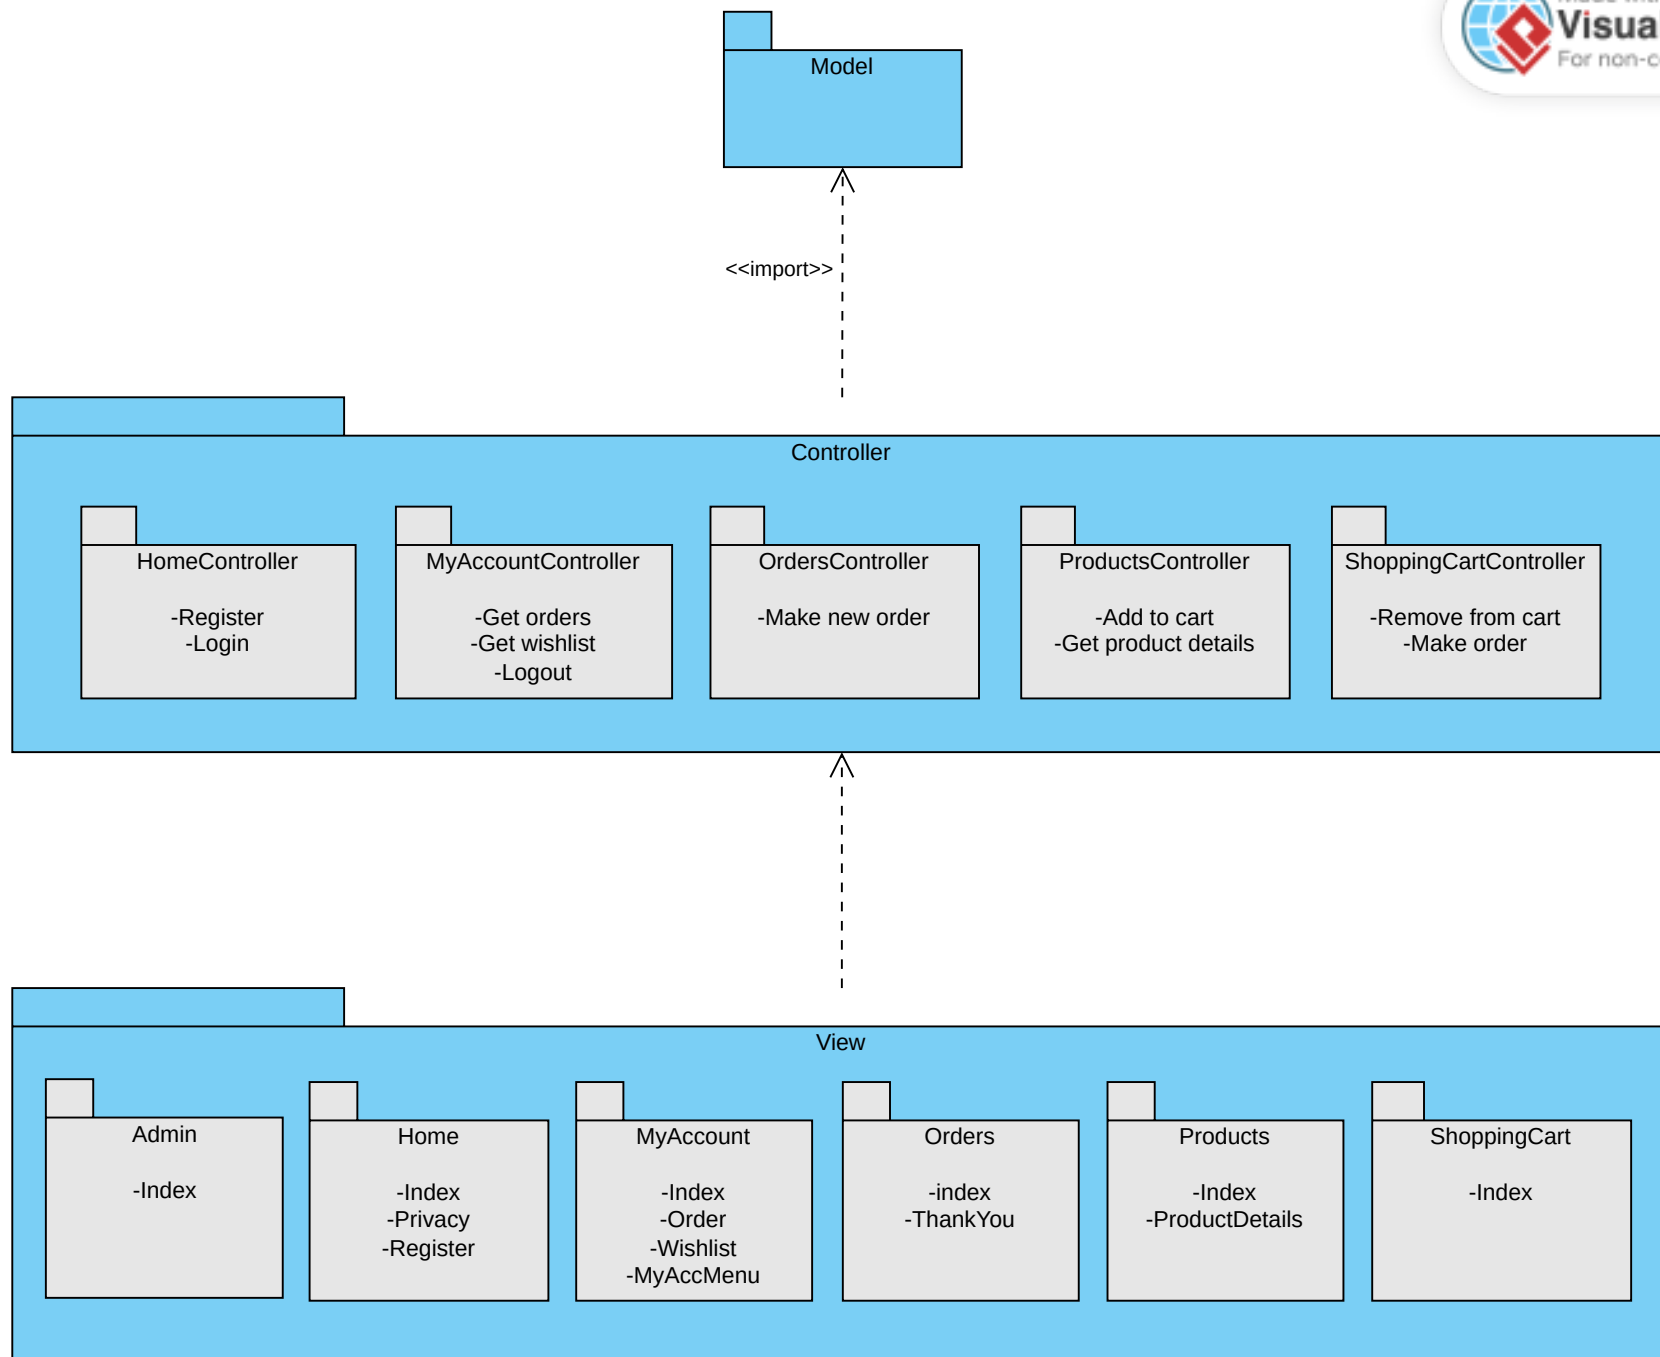 Model
<<import>>
Controller
HomeController
-Register
-Login
MyAccountController
-Get orders
-Get wishlist
-Logout
OrdersController
-Make new order
ProductsController
-Add to cart
-Get product details
ShoppingCartController
-Remove from cart
-Make order
View
Admin
-Index
Home
-Index
-Privacy
-Register
MyAccount
-Index
-Order
-Wishlist
-MyAccMenu
Orders
-index
-ThankYou
Products
-Index
-ProductDetails
ShoppingCart
-Index
Visua
For non-c